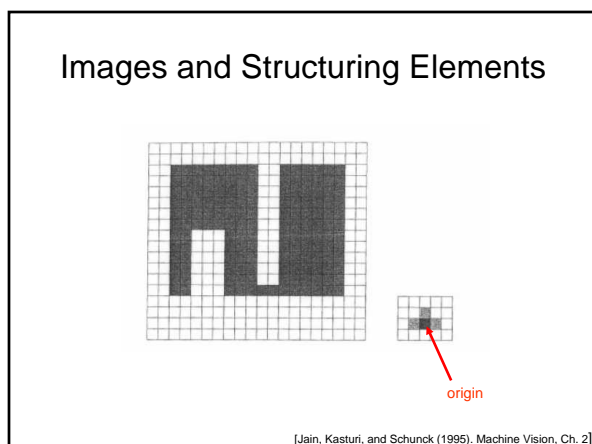 Images and Structuring Elements
origin
[Jain, Kasturi, and Schunck (1995). Machine Vision, Ch. 2]